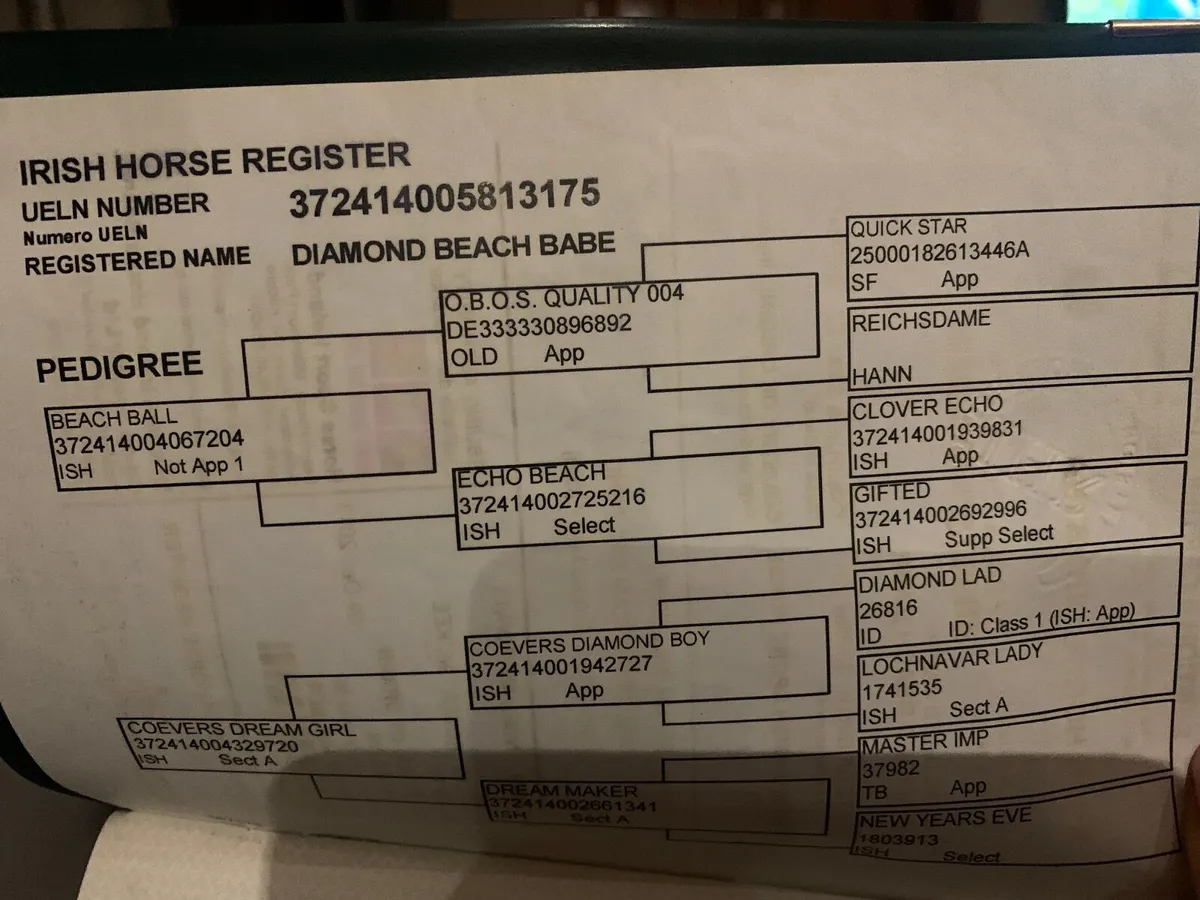 IRISH HORSE REGISTER
UELN NUMBER 372414005813175
Numero UELN
REGISTERED NAME DIAMOND BEACH BABE
PEDIGREE
BEACH BALL
372414004067204
ISH Not App 1
O.B.O.S. QUALITY 004
DE333330896892
OLD App
QUICK STAR
25000182613446A
SF App
REICHSDAME
HANN
ECHO BEACH
372414002725216
ISH Select
CLOVER ECHO
372414001939831
ISH App
GIFTED
372414002692996
ISH Supp Select
COEVERS DREAM GIRL
372414004329720
ISH Sect A
COEVERS DIAMOND BOY
372414001942727
ISH App
DIAMOND LAD
26816
ID ID: Class 1 (ISH: App)
LOCHNAVAR LADY
1741535
ISH Sect A
DREAM MAKER
372414002661341
ISH Sect A
MASTER IMP
37982
TB App
NEW YEARS EVE
1803913
ISH Select